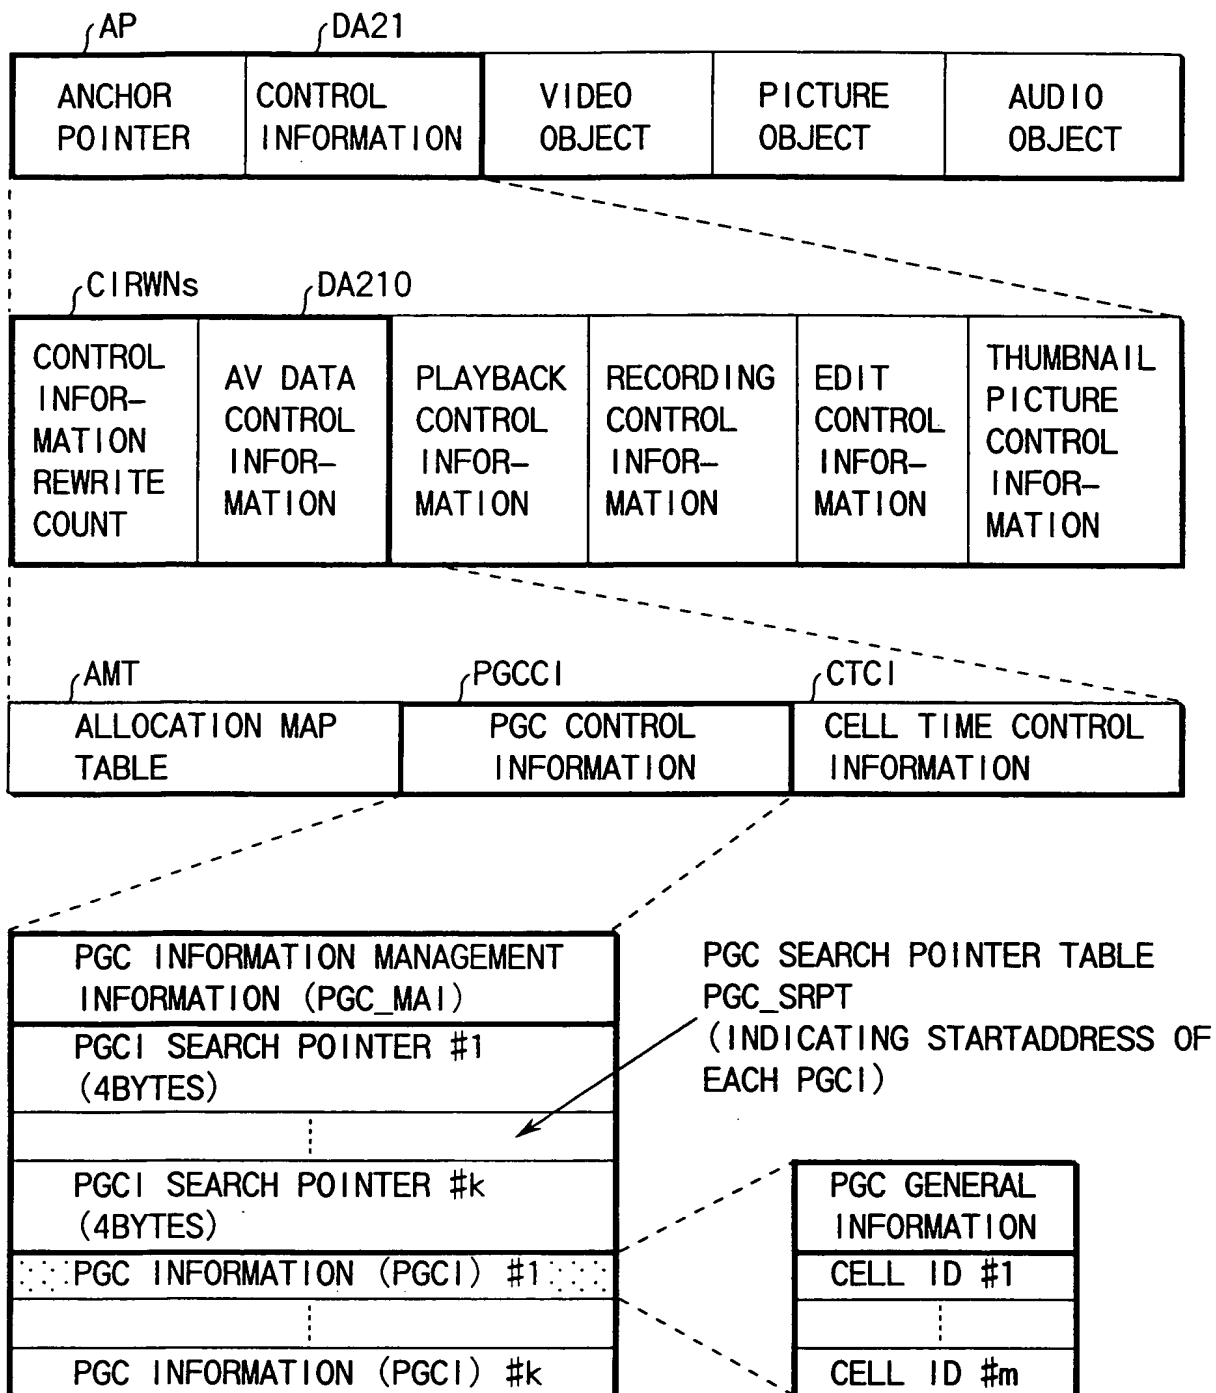 AP
DA21
ANCHOR
POINTER
CONTROL
INFORMATION
VIDEO
OBJECT
PICTURE
OBJECT
AUDIO
OBJECT
CIRWNs
DA210
CONTROL
INFOR-
MATION
REWRITE
COUNT
AV DATA
CONTROL
INFOR-
MATION
PLAYBACK
CONTROL
INFOR-
MATION
RECORDING
CONTROL
INFOR-
MATION
EDIT
CONTROL
INFOR-
MATION
THUMBNAIL
PICTURE
CONTROL
INFOR-
MATION
AMT
PGCCI
CTCI
ALLOCATION MAP
TABLE
PGC CONTROL
INFORMATION
CELL TIME CONTROL
INFORMATION
PGC INFORMATION MANAGEMENT
INFORMATION (PGC_MAI)
PGCI SEARCH POINTER #1
(4BYTES)
PGCI SEARCH POINTER #k
(4BYTES)
PGC INFORMATION (PGCI) #1
PGC INFORMATION (PGCI) #k
PGC SEARCH POINTER TABLE
PGC_SRPT
(INDICATING STARTADDRESS OF
EACH PGCI)
PGC GENERAL
INFORMATION
CELL ID #1
CELL ID #m